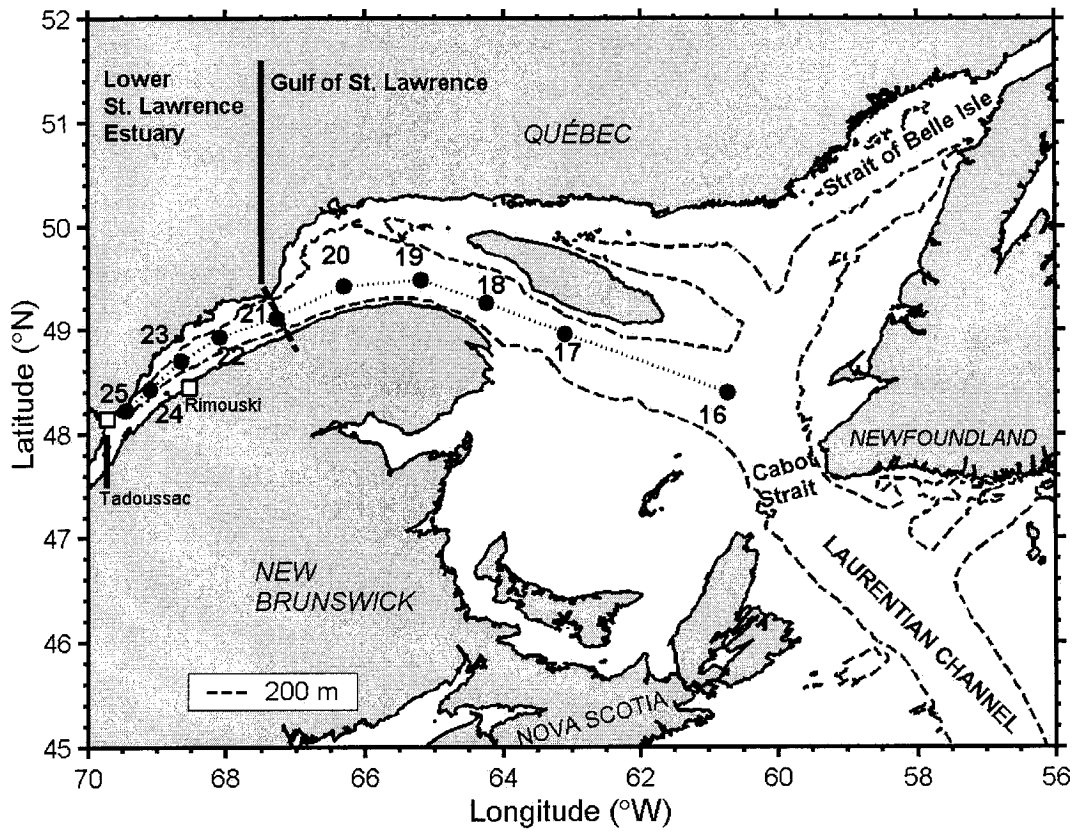 52
51
50
49
48
47
46
45
Latitude (°N)
Lower
St. Lawrence
Estuary
Gulf of St. Lawrence
QUÉBEC
Strait of Belle Isle
20
19
18
21
23
22
17
25
24
Rimouski
16
Tadoussac
NEWFOUNDLAND
Cabot
Strait
LAURENTIAN CHANNEL
NEW
BRUNSWICK
200 m
NOVA SCOTIA
70
68
66
64
62
60
58
56
Longitude (°W)